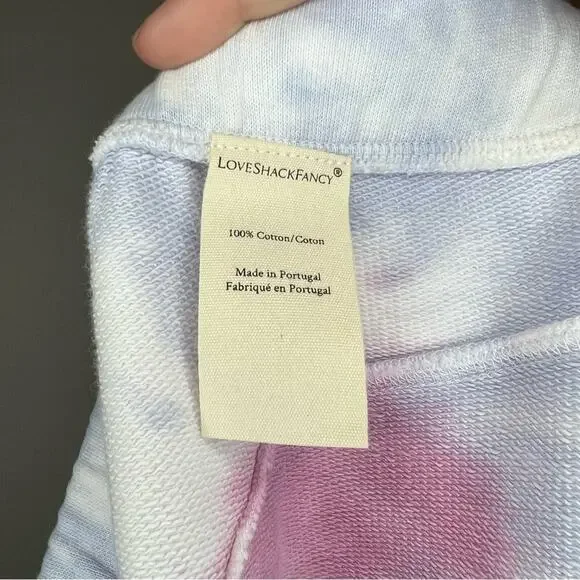 LOVESHACKFANCY®
100% Cotton/Coton
Made in Portugal
Fabriqué en Portugal